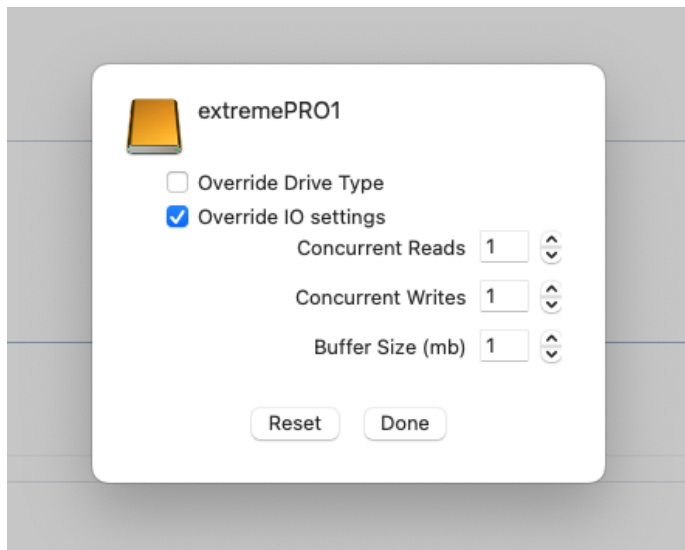 extremePRO1
Override Drive Type
Override IO settings
Concurrent Reads 1
Concurrent Writes 1
Buffer Size (mb) 1
Reset Done